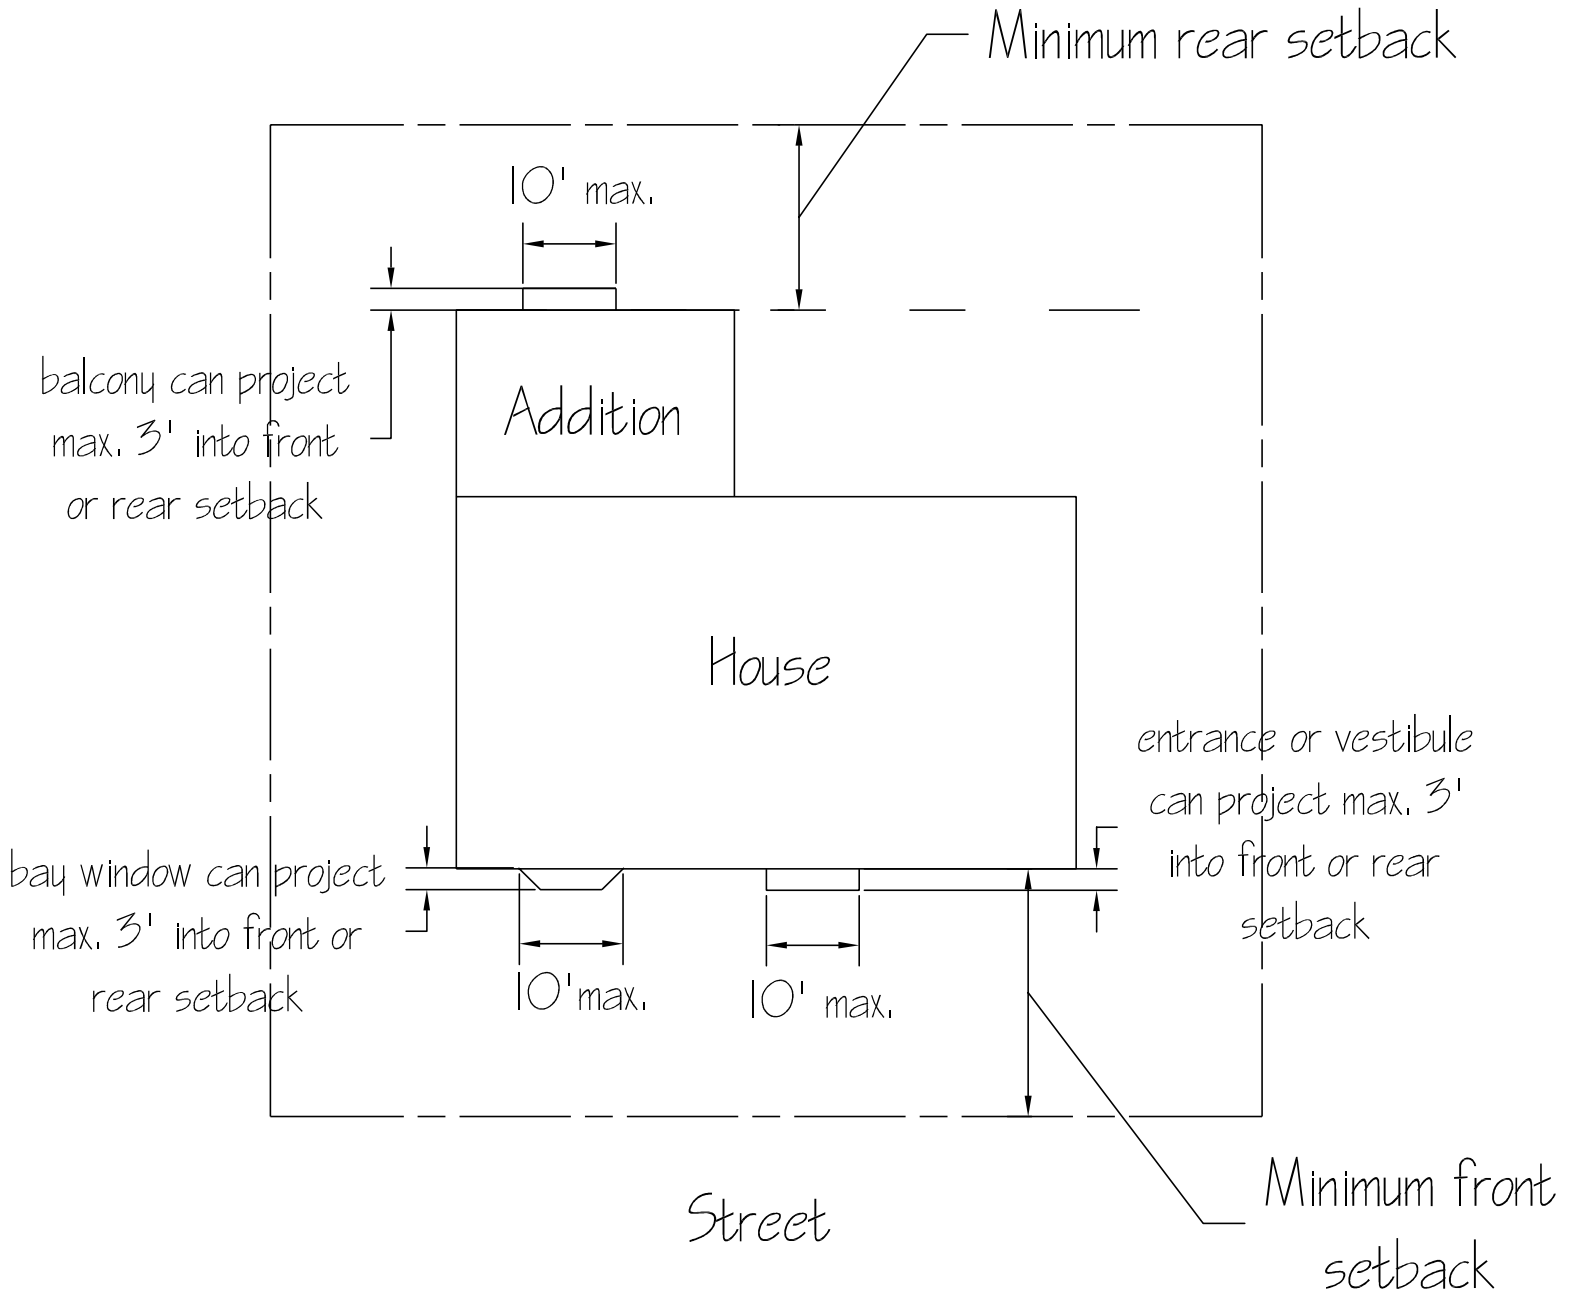 Minimum rear setback
10' max.
balcony can project
max. 3' into front
or rear setback
Addition
House
entrance or vestibule
can project max. 3'
into front or rear
setback
bay window can project
max. 3' into front or
rear setback
10'max.
10' max.
Minimum front
setback
Street